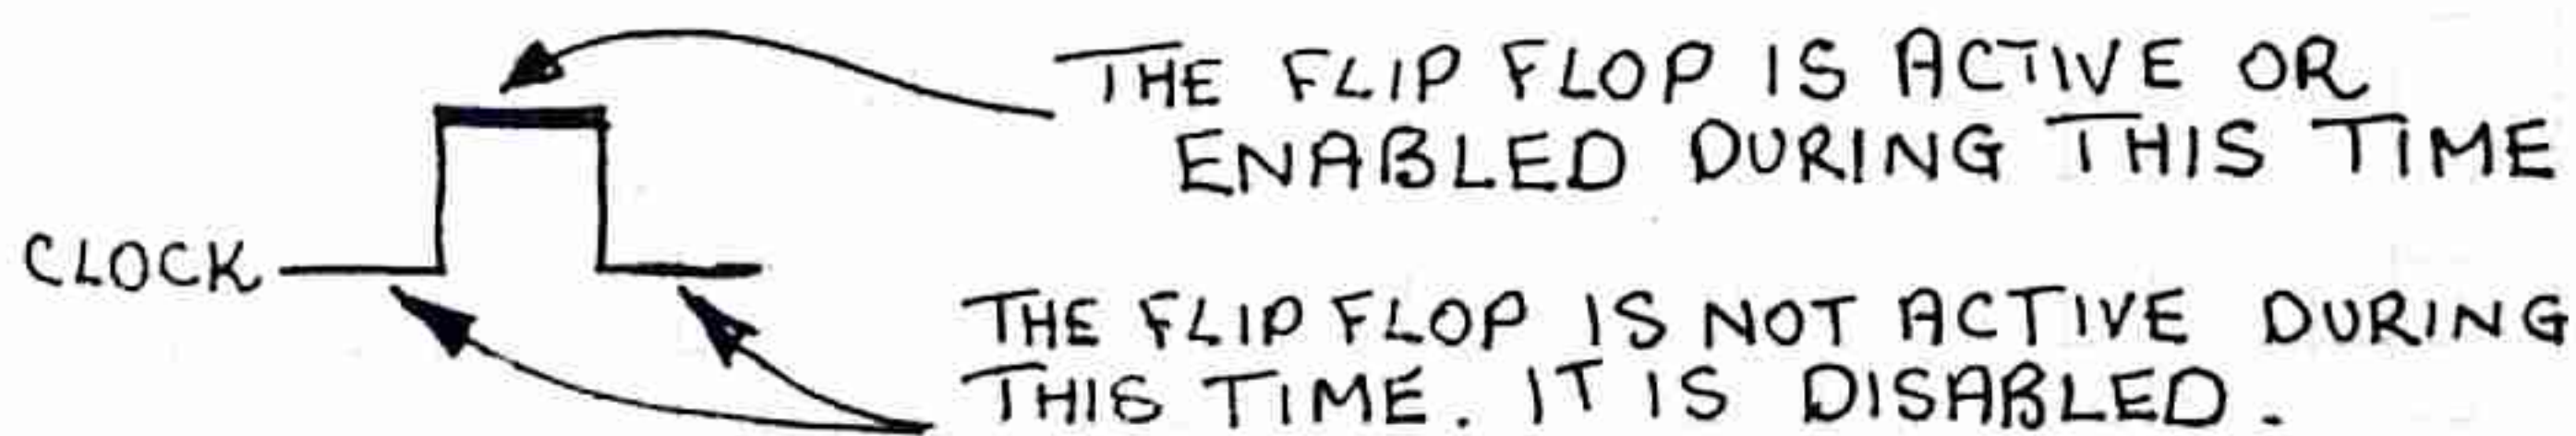 THE FLIP FLOP IS ACTIVE OR
ENABLED DURING THIS TIME
CLOCK
THE FLIP FLOP IS NOT ACTIVE DURING
THIS TIME. IT IS DISABLED.